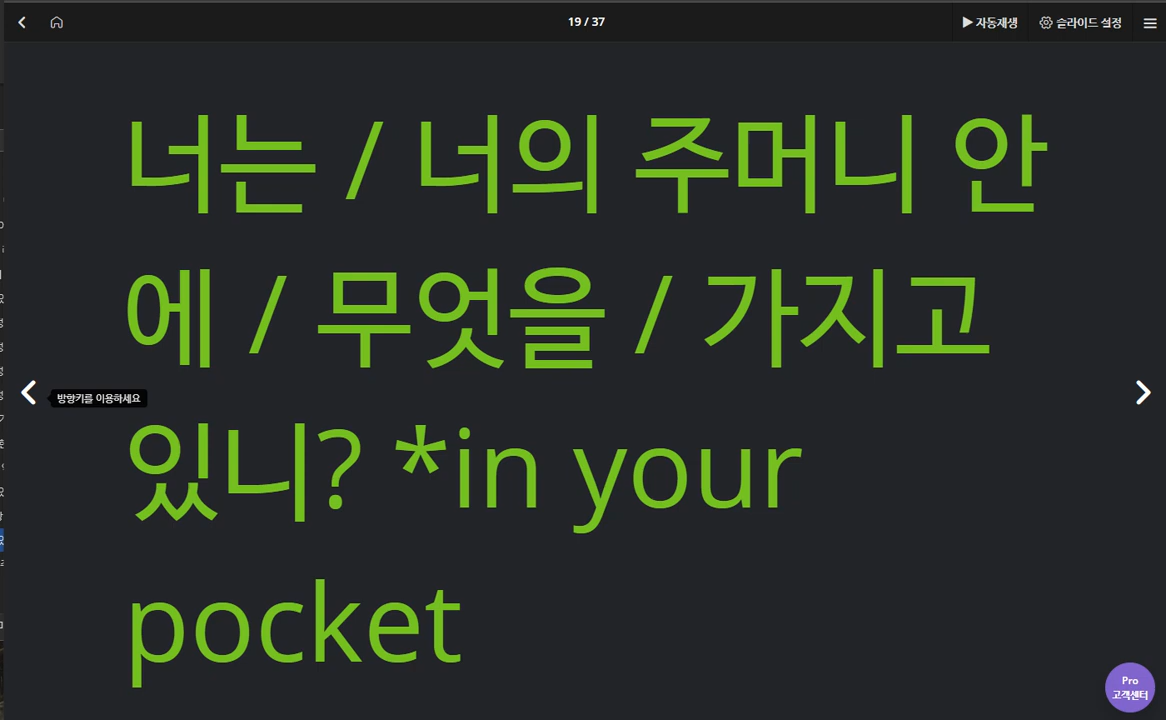 19 / 37
▶ 자동재생
슬라이드 설정
너는 / 너의 주머니 안
에 / 무엇을 / 가지고
있니? *in your
pocket
방향키를 이용하세요
Pro
고객센터